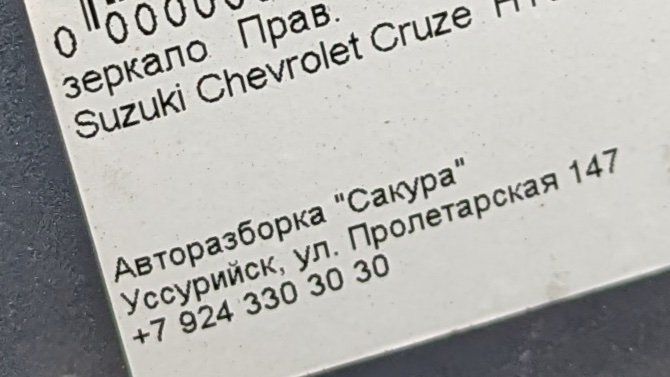 зеркало Прав.
Suzuki Chevrolet Cruze
Авторазборка "Сакура"
Уссурийск, ул. Пролетарская 147
+7 924 330 30 30